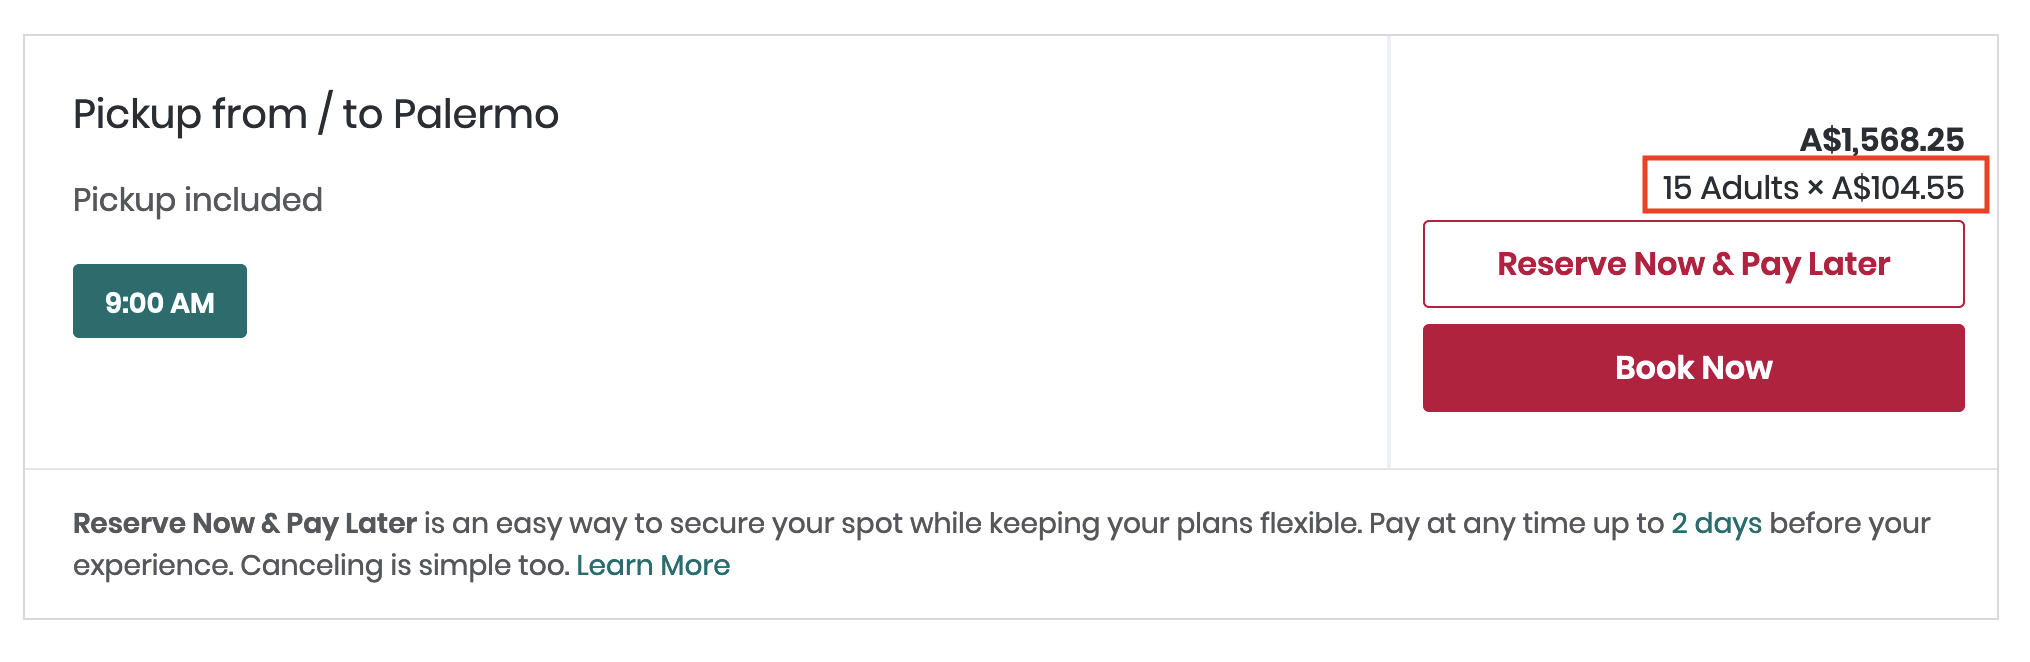 Pickup from / to Palermo
Pickup included
9:00 AM
A$1,568.25
15 Adults × A$104.55
Reserve Now & Pay Later
Book Now
Reserve Now & Pay Later is an easy way to secure your spot while keeping your plans flexible. Pay at any time up to 2 days before your
experience. Canceling is simple too. Learn More